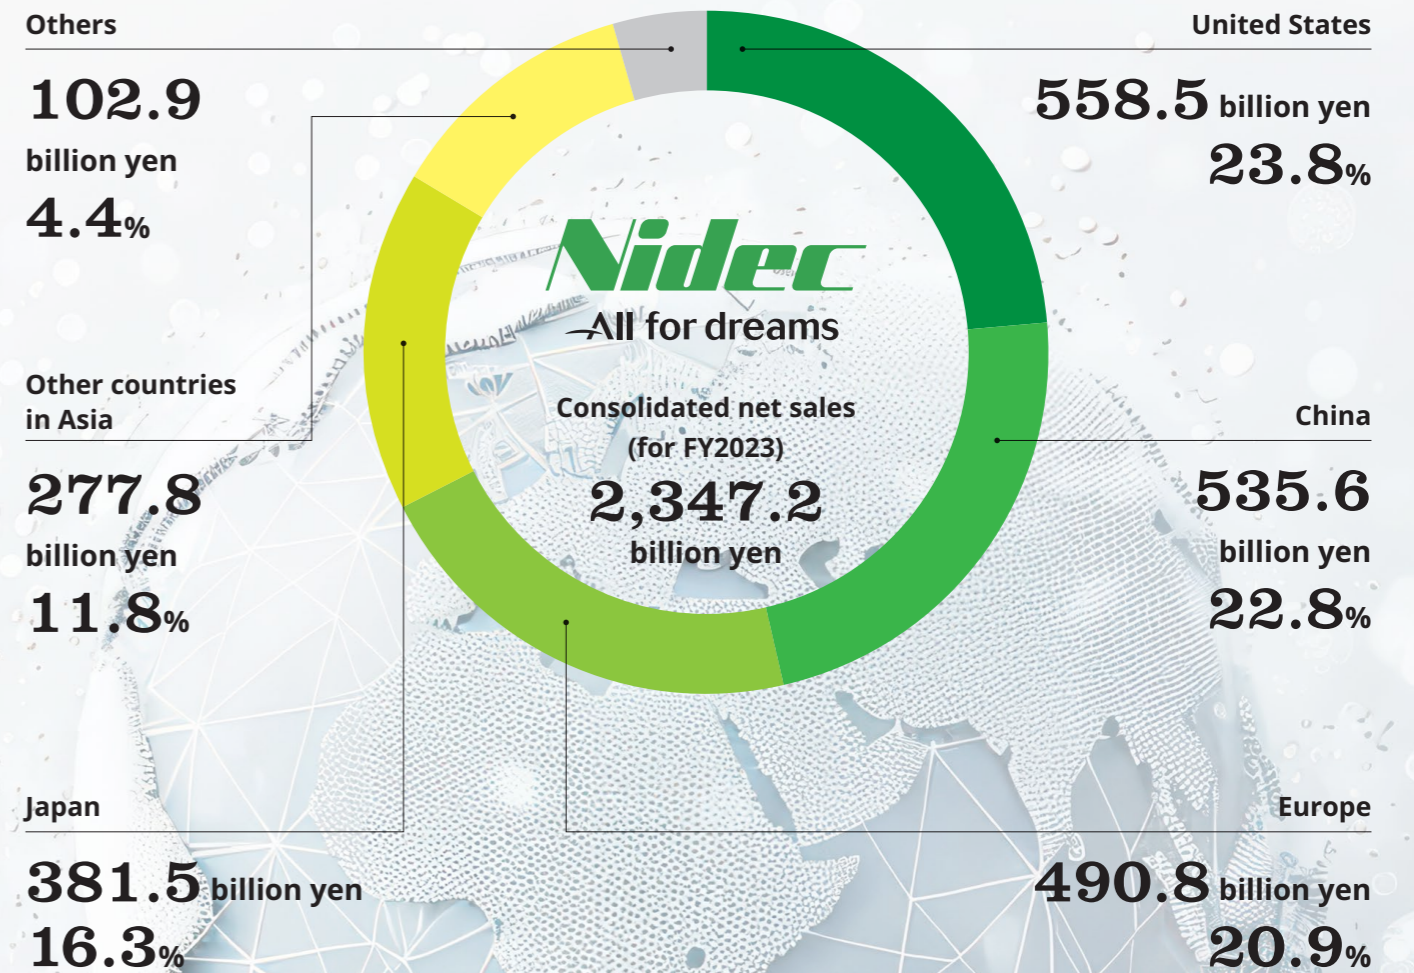 Others
102.9
billion yen
4.4%
United States
558.5 billion yen
23.8%
Nidec
All for dreams
Consolidated net sales
(for FY2023)
2,347.2
billion yen
Other countries
in Asia
277.8
billion yen
11.8%
China
535.6
billion yen
22.8%
Japan
381.5 billion yen
16.3%
Europe
490.8 billion yen
20.9%